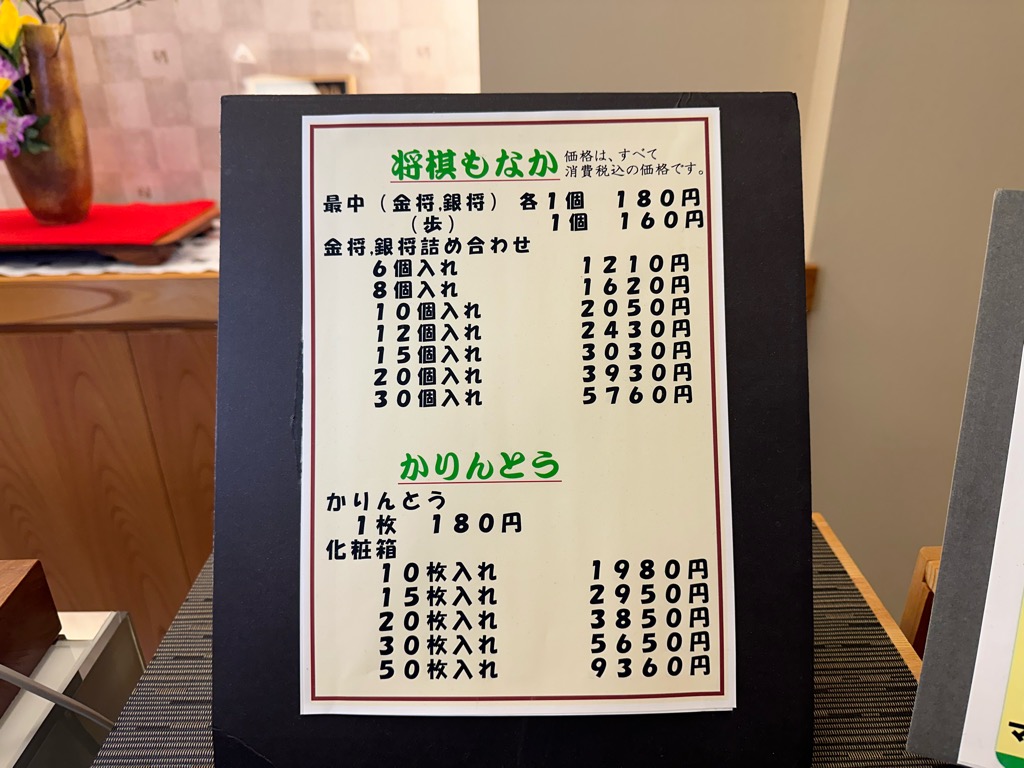 将棋もなか 価格は、すべて
消費税込の価格です。
最中（金将,銀将） 各1個 180円
（歩） 1個 160円
金将,銀将詰め合わせ
6個入れ 1210円
8個入れ 1620円
10個入れ 2050円
12個入れ 2430円
15個入れ 3030円
20個入れ 3930円
30個入れ 5760円
かりんとう
かりんとう
1枚 180円
化粧箱
10枚入れ 1980円
15枚入れ 2950円
20枚入れ 3850円
30枚入れ 5650円
50枚入れ 9360円